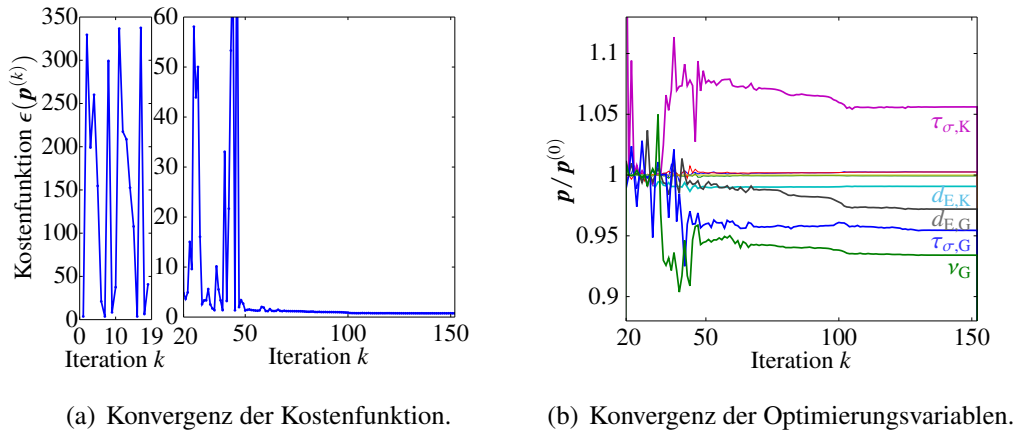 Kostenfunktion ϵ(p^(k))
350
300
250
200
150
100
50
0
0 10 19
Iteration k
60
50
40
30
20
10
0
20 50 100 150
Iteration k
(a) Konvergenz der Kostenfunktion.
p/p^(0)
1.1
1.05
1
0.95
0.9
τσ,K
dE,K
dE,G
τσ,G
νG
20 50 100 150
Iteration k
(b) Konvergenz der Optimierungsvariablen.